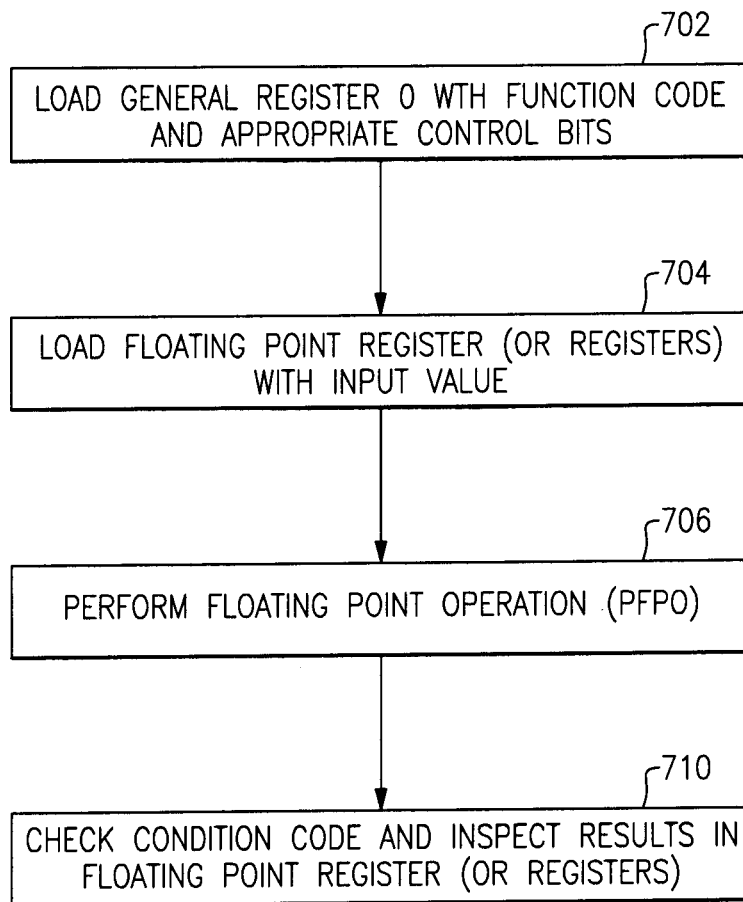 702
LOAD GENERAL REGISTER 0 WTH FUNCTION CODE
AND APPROPRIATE CONTROL BITS
704
LOAD FLOATING POINT REGISTER (OR REGISTERS)
WITH INPUT VALUE
706
PERFORM FLOATING POINT OPERATION (PFPO)
710
CHECK CONDITION CODE AND INSPECT RESULTS IN
FLOATING POINT REGISTER (OR REGISTERS)